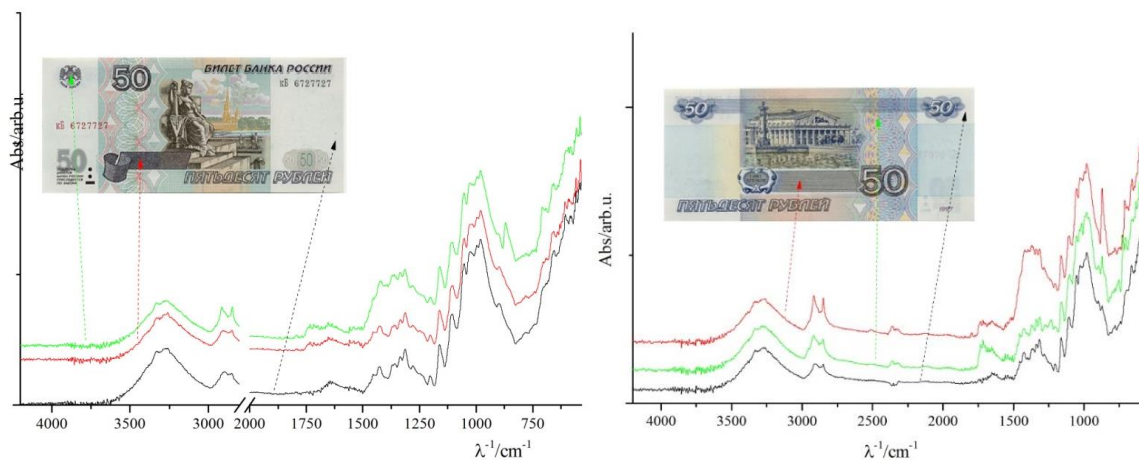 Abs/arb.u.
50
БИЛЕТ БАНКА РОССИИ
кБ 6727727
кБ 6727727
50
50
ПЯТЬДЕСЯТ РУБЛЕЙ
4000 3500 3000 2500 2000 1500 1250 1000 750
λ⁻¹/cm⁻¹
Abs/arb.u.
50
50
50
ПЯТЬДЕСЯТ РУБЛЕЙ
4000 3500 3000 2500 2000 1500 1000
λ⁻¹/cm⁻¹